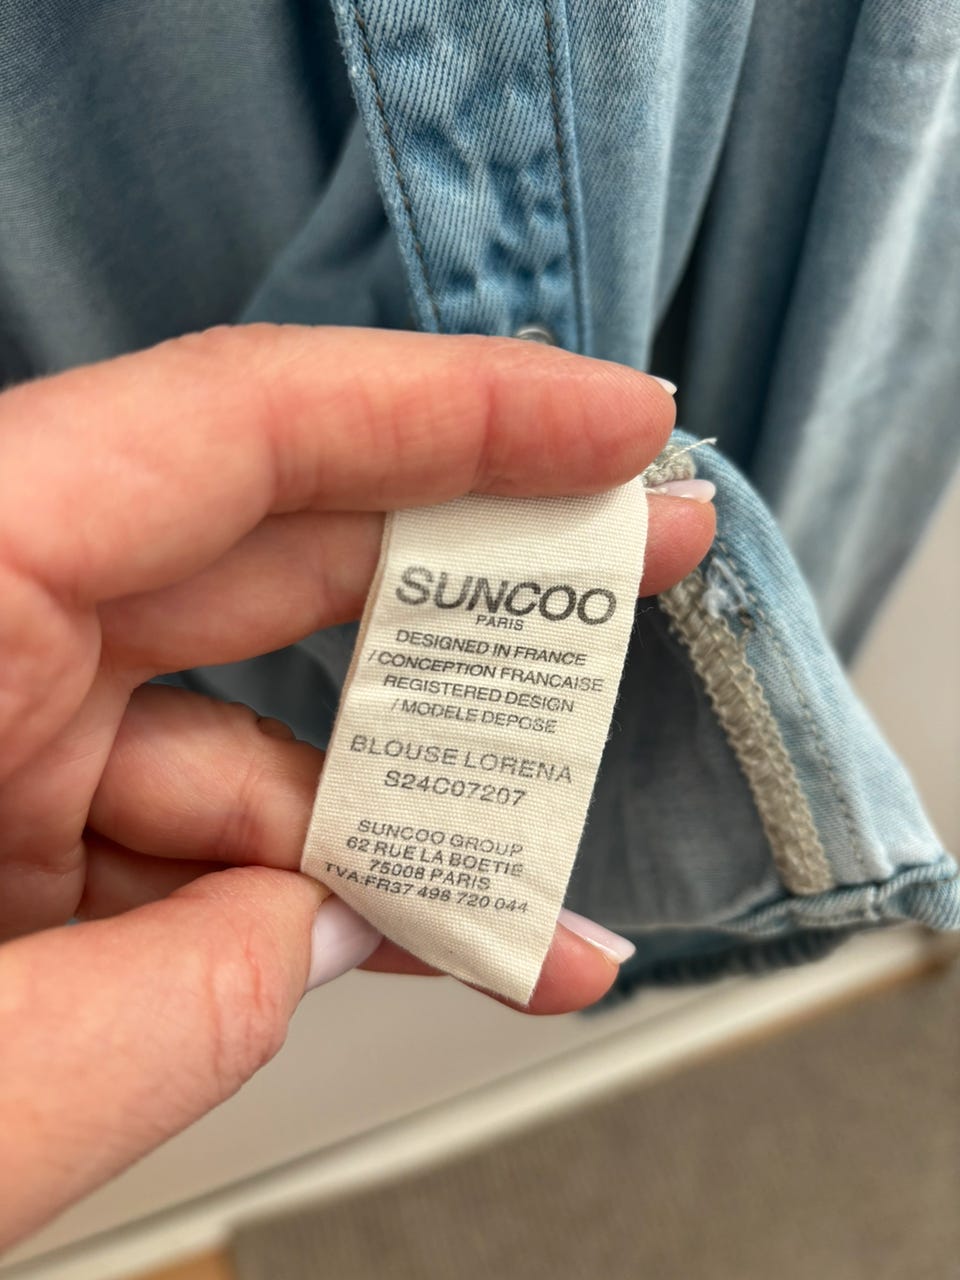 SUNCOO
PARIS
DESIGNED IN FRANCE
/CONCEPTION FRANCAISE
REGISTERED DESIGN
/MODELE DEPOSE
BLOUSE LORENA
S24C07207
SUNCOO GROUP
62 RUE LA BOETIE
75008 PARIS
TVA:FR37 498 720 044